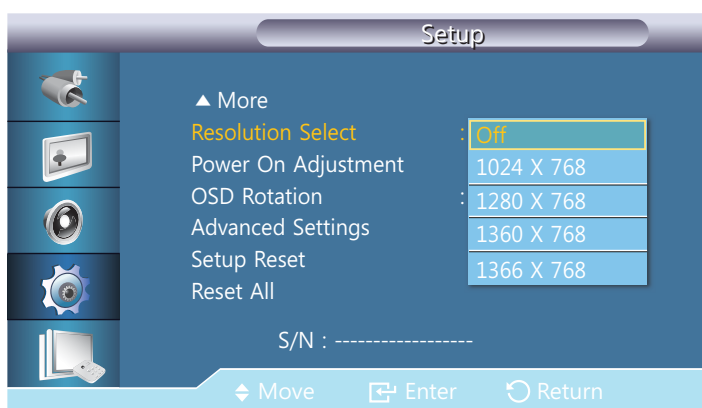 Setup
▲ More
Resolution Select : Off
Power On Adjustment 1024 X 768
OSD Rotation : 1280 X 768
Advanced Settings 1360 X 768
Setup Reset 1366 X 768
Reset All
S/N : ------------------
Move Enter Return